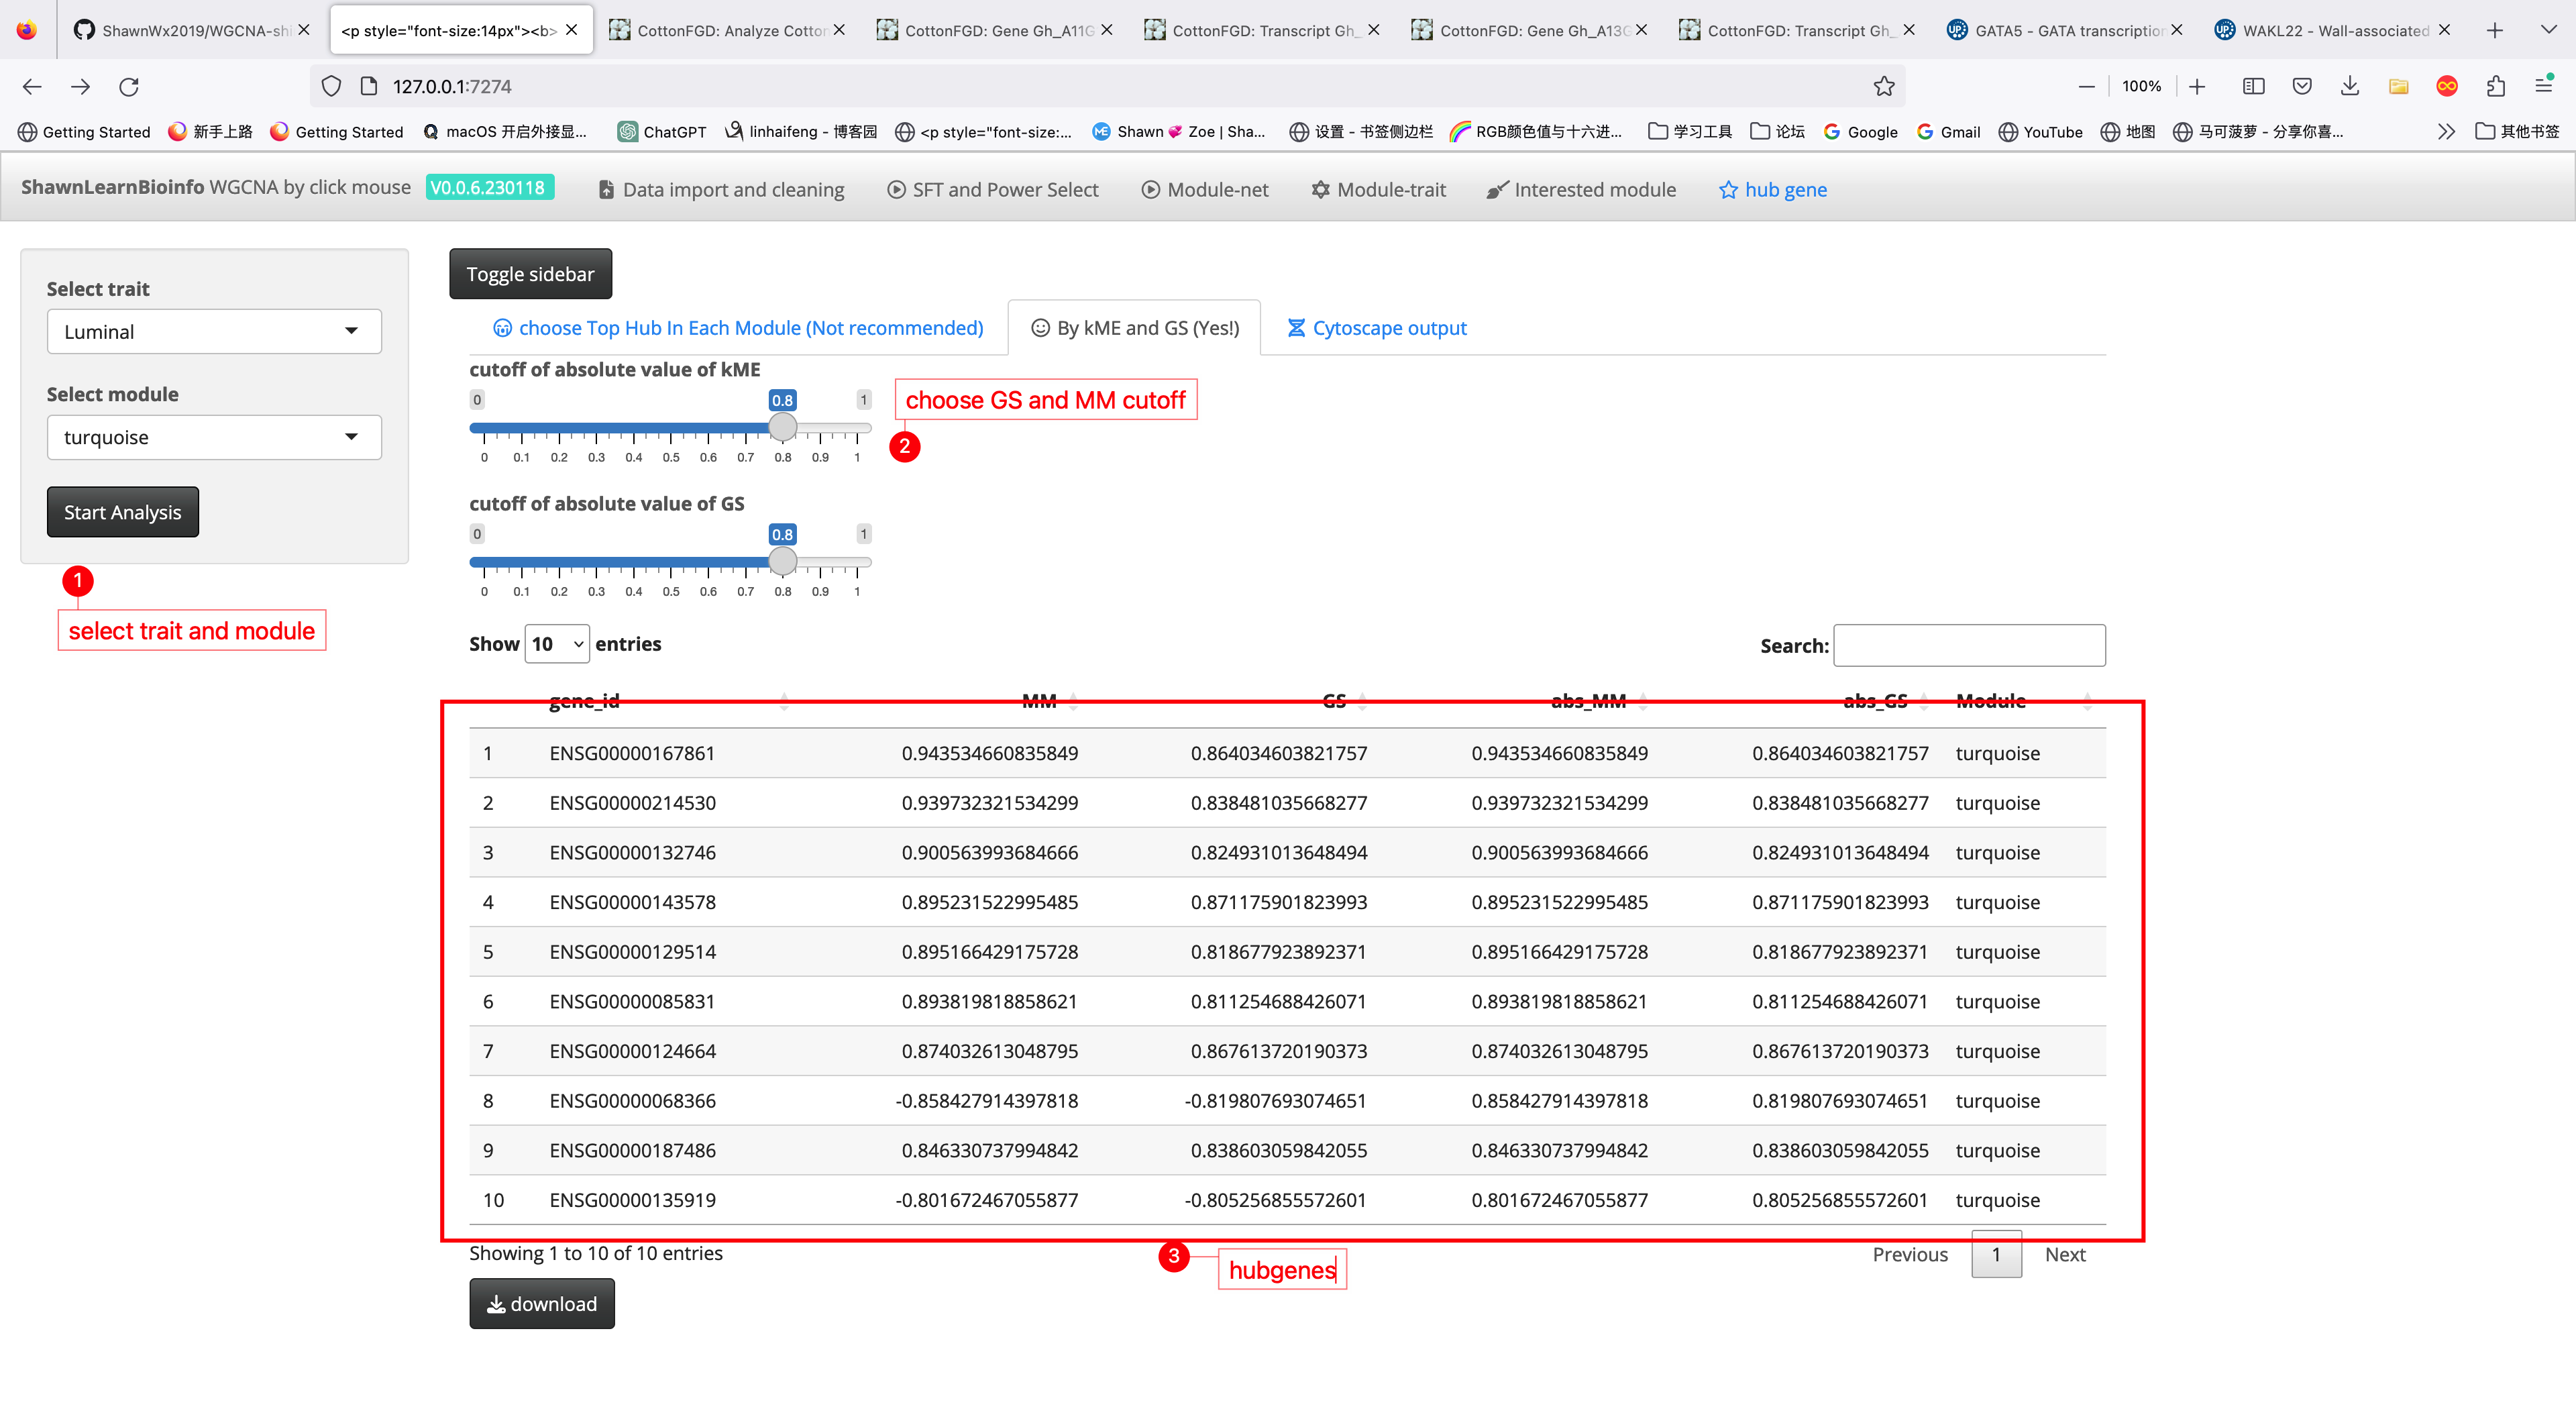 ShawnWx2019/WGCNA-shi
<p style="font-size:14px"><b>
CottonFGD: Analyze Cotton
CottonFGD: Gene Gh_A11G
CottonFGD: Transcript Gh_
CottonFGD: Gene Gh_A13G
CottonFGD: Transcript Gh_
GATA5 - GATA transcription
WAKL22 - Wall-associated
127.0.0.1:7274
100%
Getting Started
新手上路
Getting Started
macOS 开启外接显...
ChatGPT
linhaifeng - 博客园
<p style="font-size:...
Shawn 💞 Zoe | Sha...
设置 - 书签侧边栏
RGB颜色值与十六进...
学习工具
论坛
Google
Gmail
YouTube
地图
马可菠萝 - 分享你喜...
其他书签
ShawnLearnBioinfo WGCNA by click mouse V0.0.6.230118
Data import and cleaning
SFT and Power Select
Module-net
Module-trait
Interested module
hub gene
Select trait
Luminal
Select module
turquoise
Start Analysis
1
select trait and module
Toggle sidebar
choose Top Hub In Each Module (Not recommended)
By kME and GS (Yes!)
Cytoscape output
cutoff of absolute value of kME
0 0.8 1
0 0.1 0.2 0.3 0.4 0.5 0.6 0.7 0.8 0.9 1
choose GS and MM cutoff
2
cutoff of absolute value of GS
0 0.8 1
0 0.1 0.2 0.3 0.4 0.5 0.6 0.7 0.8 0.9 1
Show 10 entries
Search:
gene_id MM GS abs_MM abs_GS Module
1 ENSG00000167861 0.943534660835849 0.864034603821757 0.943534660835849 0.864034603821757 turquoise
2 ENSG00000214530 0.939732321534299 0.838481035668277 0.939732321534299 0.838481035668277 turquoise
3 ENSG00000132746 0.900563993684666 0.824931013648494 0.900563993684666 0.824931013648494 turquoise
4 ENSG00000143578 0.895231522995485 0.871175901823993 0.895231522995485 0.871175901823993 turquoise
5 ENSG00000129514 0.895166429175728 0.818677923892371 0.895166429175728 0.818677923892371 turquoise
6 ENSG00000085831 0.893819818858621 0.811254688426071 0.893819818858621 0.811254688426071 turquoise
7 ENSG00000124664 0.874032613048795 0.867613720190373 0.874032613048795 0.867613720190373 turquoise
8 ENSG00000068366 -0.858427914397818 -0.819807693074651 0.858427914397818 0.819807693074651 turquoise
9 ENSG00000187486 0.846330737994842 0.838603059842055 0.846330737994842 0.838603059842055 turquoise
10 ENSG00000135919 -0.801672467055877 -0.805256855572601 0.801672467055877 0.805256855572601 turquoise
Showing 1 to 10 of 10 entries
3
hubgenes
Previous 1 Next
download